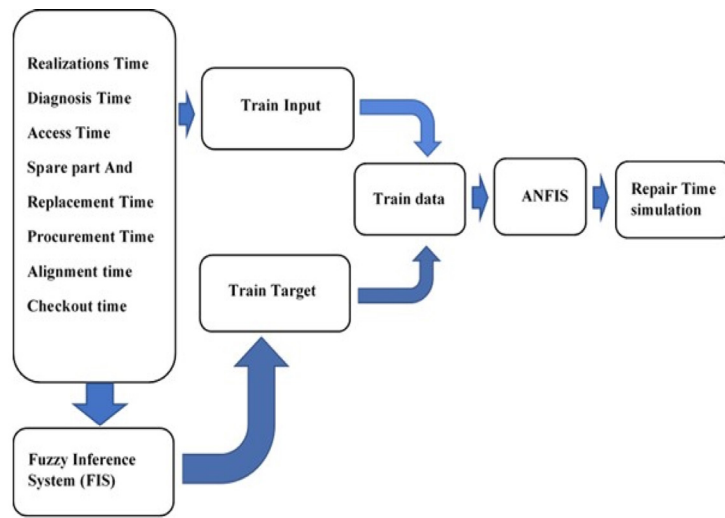 Realizations Time
Diagnosis Time
Access Time
Spare part And
Replacement Time
Procurement Time
Alignment time
Checkout time
Train Input
Train data
ANFIS
Repair Time
simulation
Train Target
Fuzzy Inference
System (FIS)